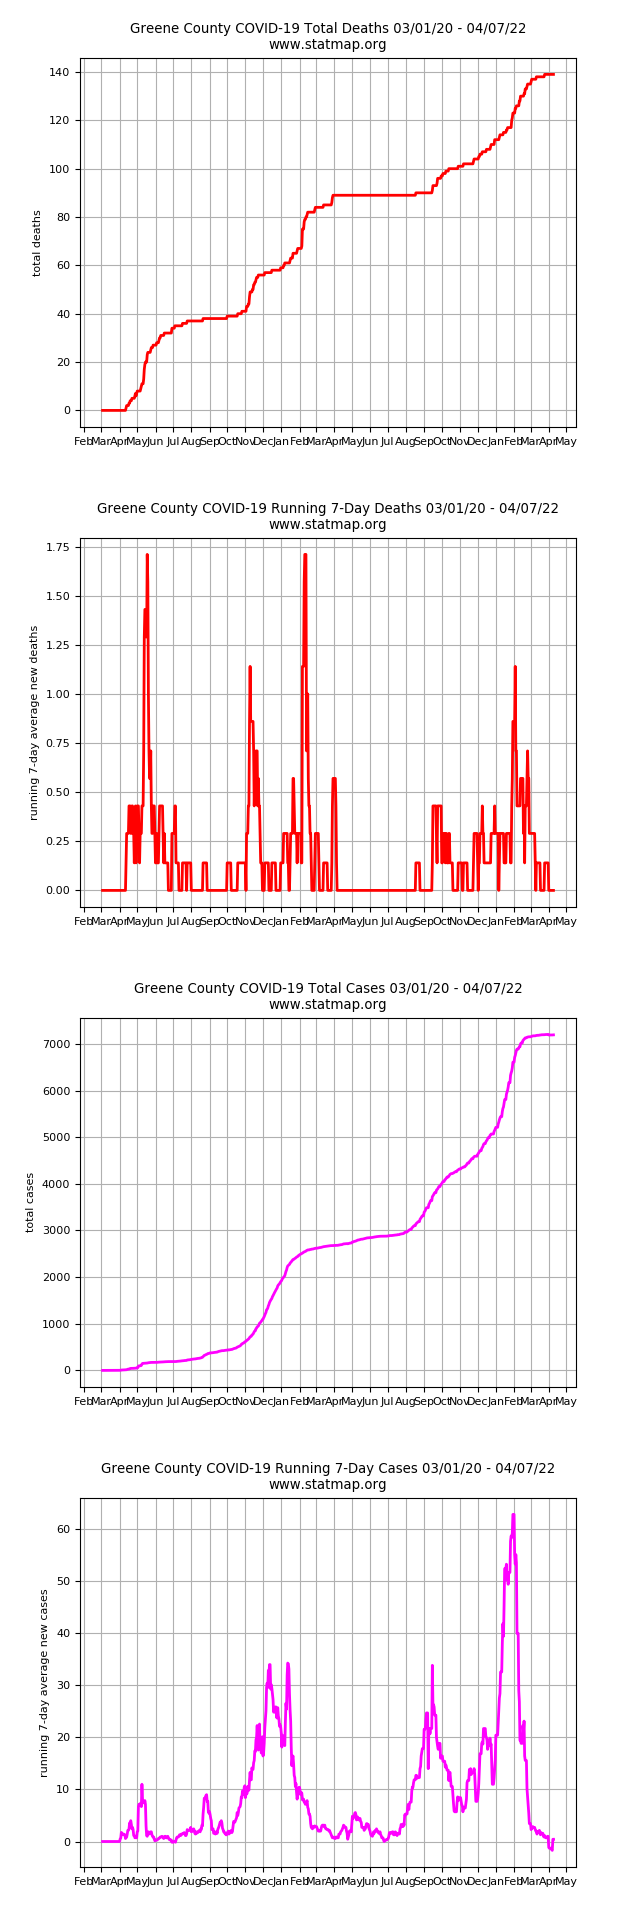 Greene County COVID-19 Total Deaths 03/01/20 - 04/07/22
www.statmap.org
140
120
100
80
60
40
20
0
total deaths
Feb Mar Apr May Jun Jul Aug Sep Oct Nov Dec Jan Feb Mar Apr May Jun Jul Aug Sep Oct Nov Dec Jan Feb Mar Apr May
Greene County COVID-19 Running 7-Day Deaths 03/01/20 - 04/07/22
www.statmap.org
1.75
1.50
1.25
1.00
0.75
0.50
0.25
0.00
running 7-day average new deaths
Feb Mar Apr May Jun Jul Aug Sep Oct Nov Dec Jan Feb Mar Apr May Jun Jul Aug Sep Oct Nov Dec Jan Feb Mar Apr May
Greene County COVID-19 Total Cases 03/01/20 - 04/07/22
www.statmap.org
7000
6000
5000
4000
3000
2000
1000
0
total cases
Feb Mar Apr May Jun Jul Aug Sep Oct Nov Dec Jan Feb Mar Apr May Jun Jul Aug Sep Oct Nov Dec Jan Feb Mar Apr May
Greene County COVID-19 Running 7-Day Cases 03/01/20 - 04/07/22
www.statmap.org
60
50
40
30
20
10
0
running 7-day average new cases
Feb Mar Apr May Jun Jul Aug Sep Oct Nov Dec Jan Feb Mar Apr May Jun Jul Aug Sep Oct Nov Dec Jan Feb Mar Apr May